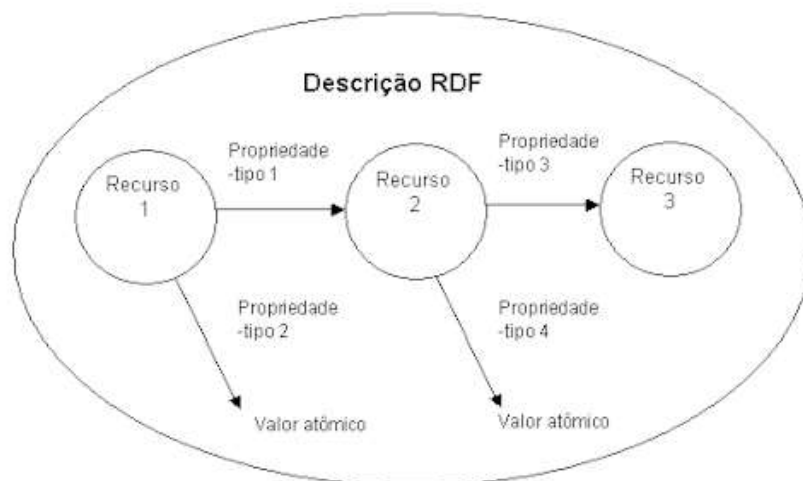 Descrição RDF
Recurso
1
Propriedade
-tipo 1
Recurso
2
Propriedade
-tipo 3
Recurso
3
Propriedade
-tipo 2
Propriedade
-tipo 4
Valor atômico
Valor atômico